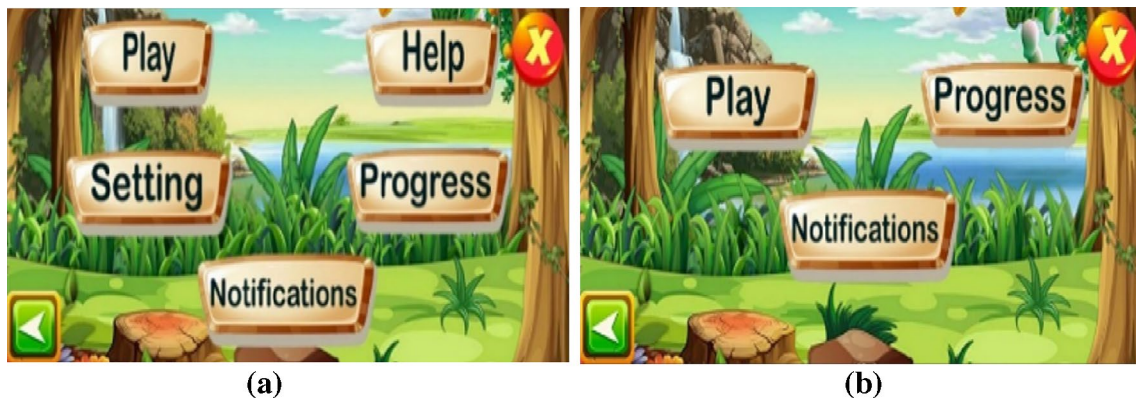 Play
Help
X
Setting
Progress
Notifications
(a)
Play
Progress
X
Notifications
(b)